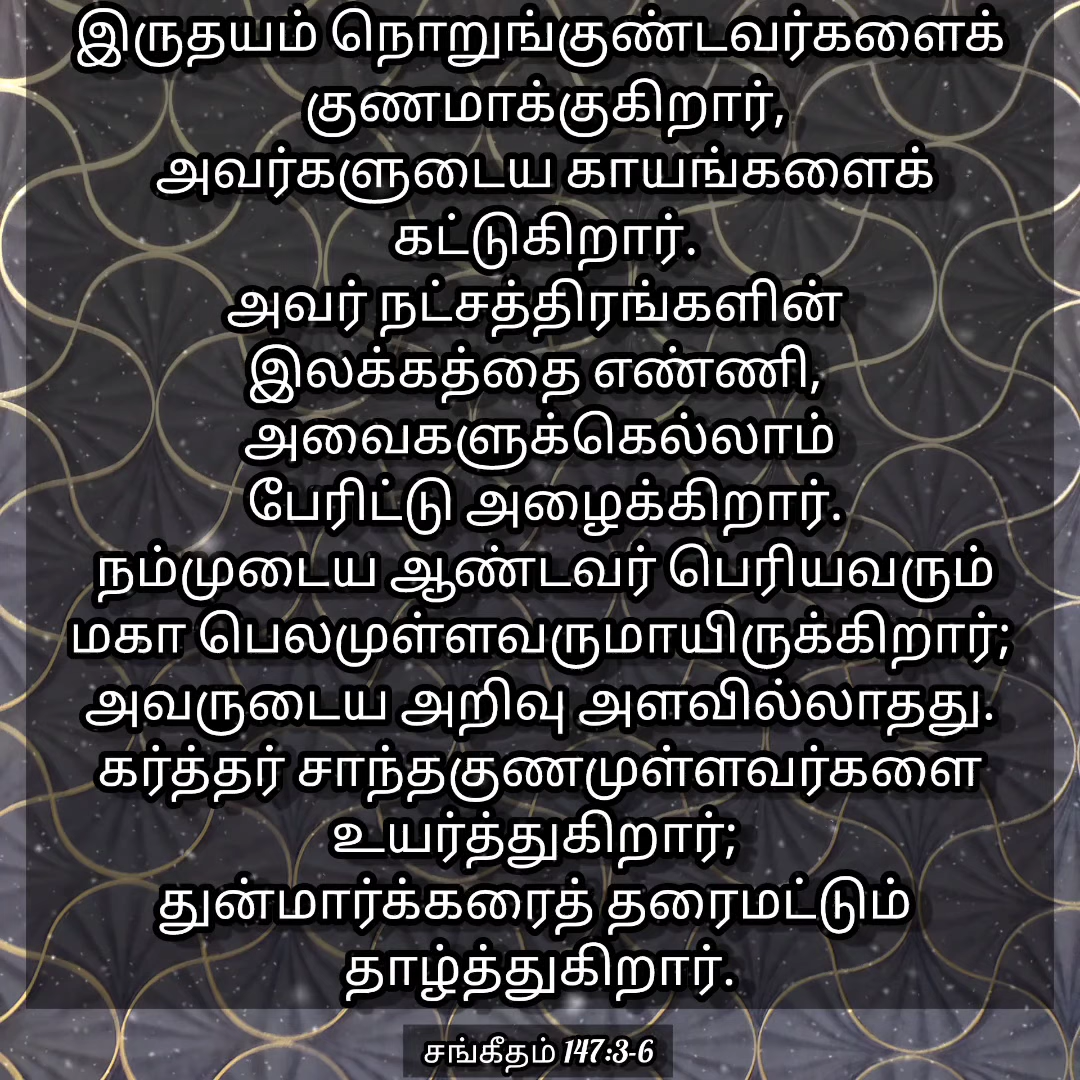 இருதயம் நொறுங்குண்டவர்களைக்
குணமாக்குகிறார்,
அவர்களுடைய காயங்களைக்
கட்டுகிறார்.
அவர் நட்சத்திரங்களின்
இலக்கத்தை எண்ணி,
அவைகளுக்கெல்லாம்
பேரிட்டு அழைக்கிறார்.
நம்முடைய ஆண்டவர் பெரியவரும்
மகா பெலமுள்ளவருமாயிருக்கிறார்;
அவருடைய அறிவு அளவில்லாதது.
கர்த்தர் சாந்தகுணமுள்ளவர்களை
உயர்த்துகிறார்;
துன்மார்க்கரைத் தரைமட்டும்
தாழ்த்துகிறார்.
சங்கீதம் 147:3-6